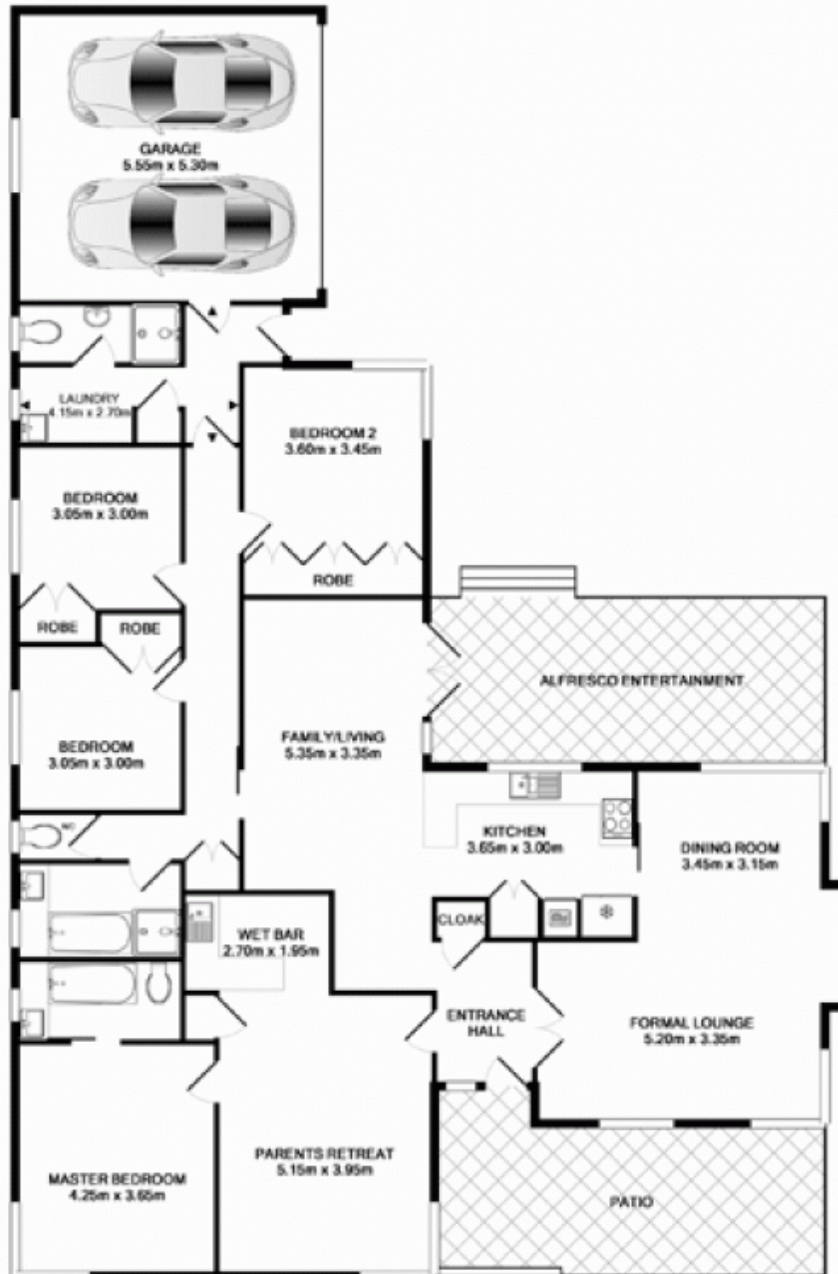 GARAGE
5.55m x 5.30m
LAUNDRY
4.15m x 2.70m
BEDROOM 2
3.60m x 3.45m
BEDROOM
3.05m x 3.00m
ROBE
ROBE
ROBE
ALFRESCO ENTERTAINMENT
FAMILY/LIVING
5.35m x 3.35m
BEDROOM
3.05m x 3.00m
WC
KITCHEN
3.65m x 3.00m
DINING ROOM
3.45m x 3.15m
CLOAK
WET BAR
2.70m x 1.95m
ENTRANCE
HALL
FORMAL LOUNGE
5.20m x 3.35m
PARENTS RETREAT
5.15m x 3.95m
MASTER BEDROOM
4.25m x 3.65m
PATIO